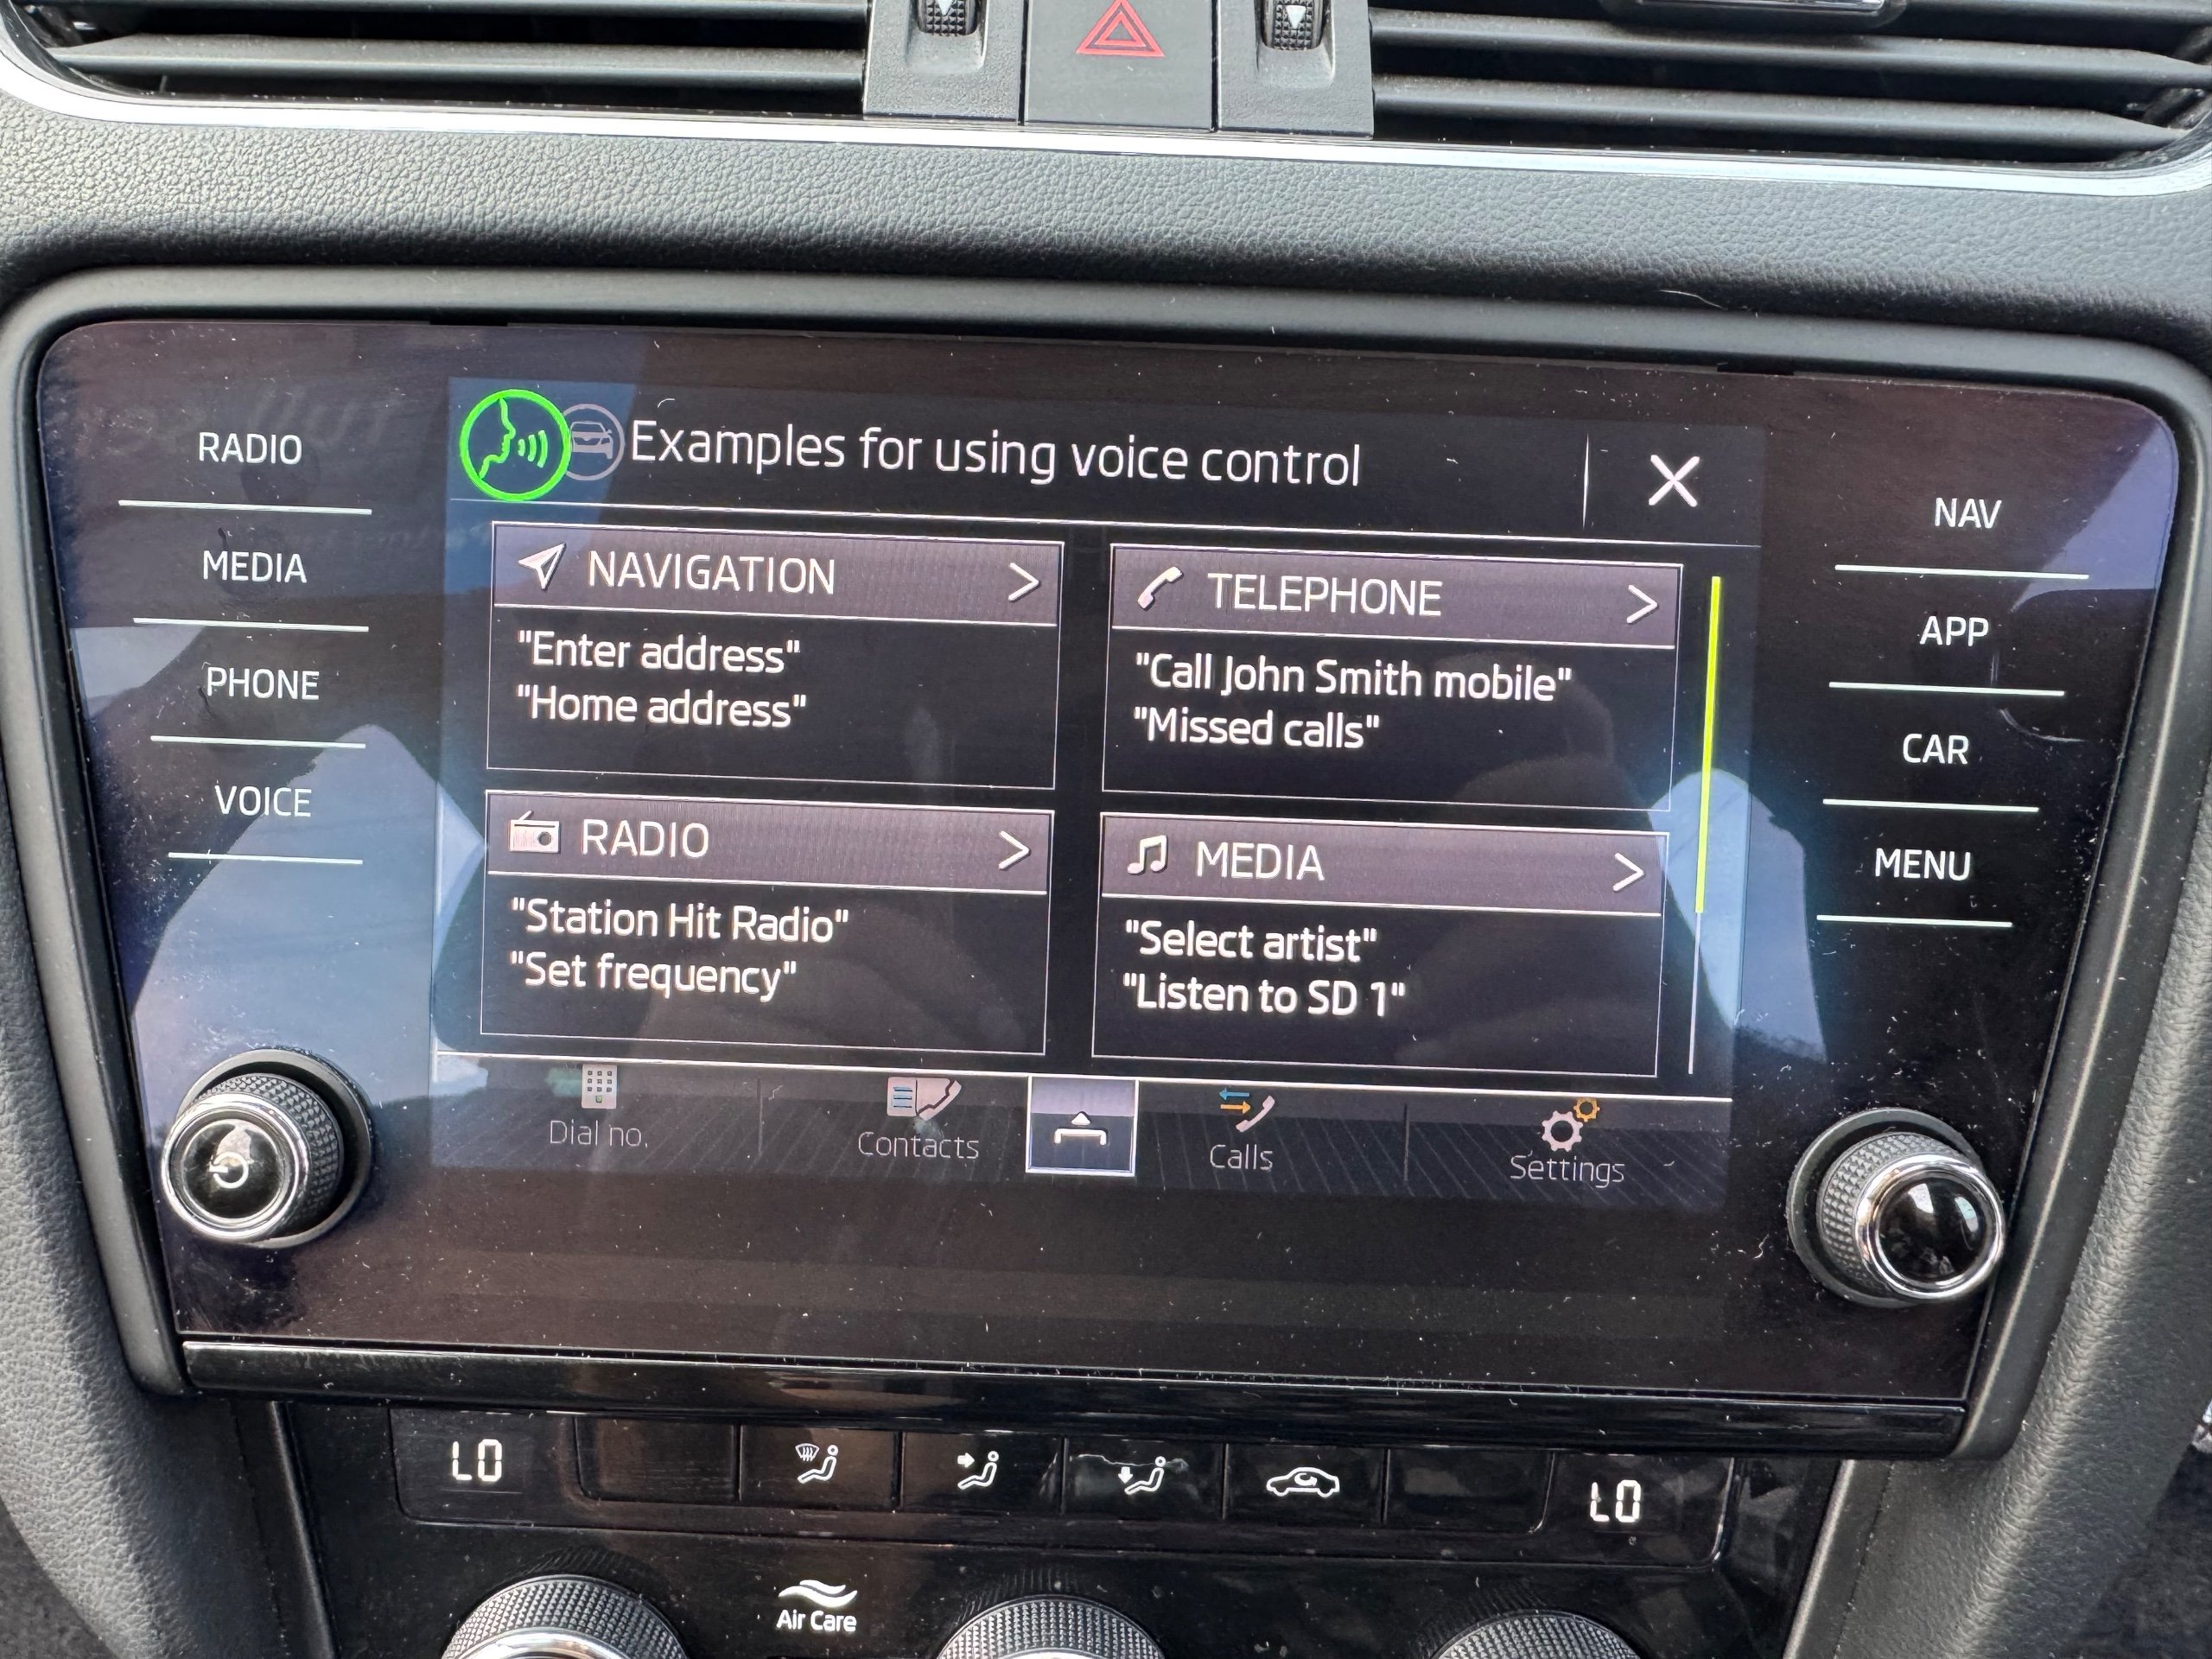 RADIO
MEDIA
PHONE
VOICE
Examples for using voice control
NAVIGATION
"Enter address"
"Home address"
TELEPHONE
"Call John Smith mobile"
"Missed calls"
RADIO
"Station Hit Radio"
"Set frequency"
MEDIA
"Select artist"
"Listen to SD 1"
Dial no.
Contacts
Calls
Settings
NAV
APP
CAR
MENU
LO
LO
Air Care